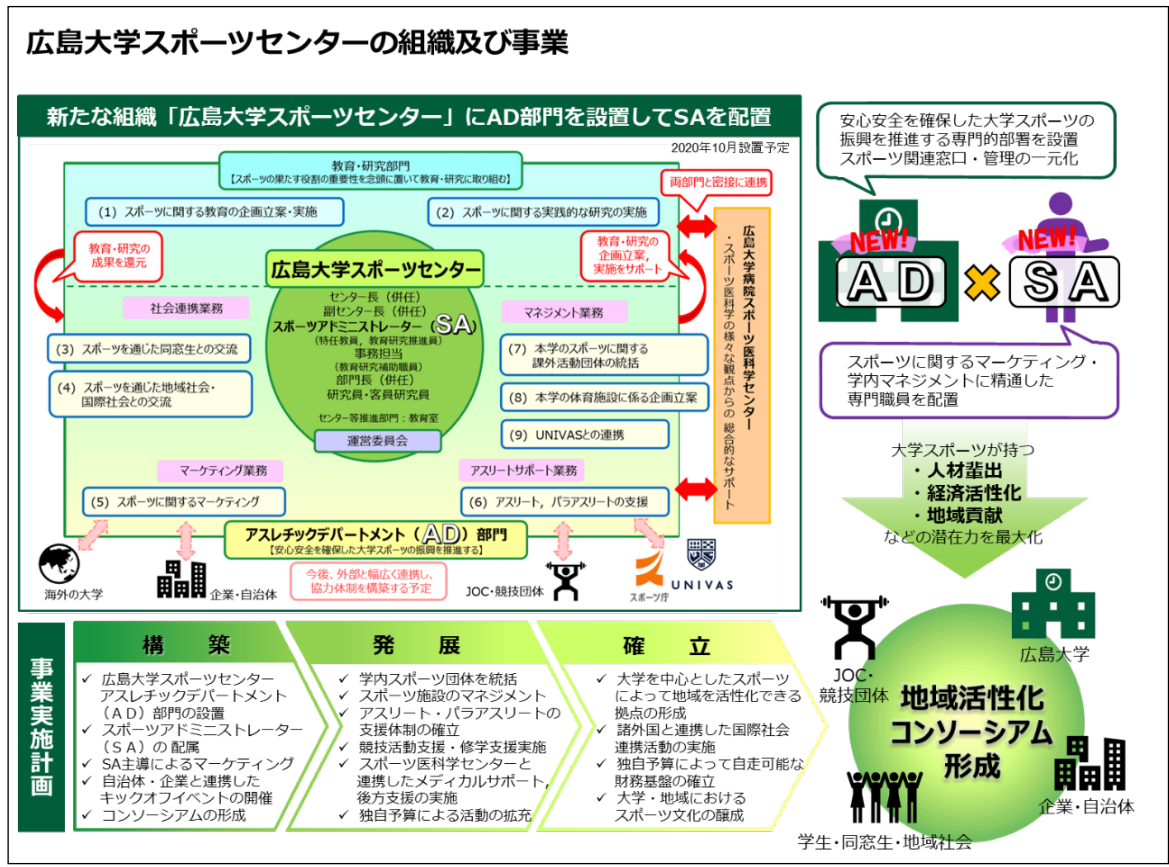 広島大学スポーツセンターの組織及び事業
新たな組織「広島大学スポーツセンター」にAD部門を設置してSAを配置
2020年10月設置予定
教育・研究部門
【スポーツの果たす役割の重要性を念頭に置いて教育・研究に取り組む】
両部門と密接に連携
(1) スポーツに関する教育の企画立案・実施
(2) スポーツに関する実践的な研究の実施
教育・研究の
成果を還元
教育・研究の
企画立案,
実施をサポート
広島大学スポーツセンター
センター長（併任）
副センター長（併任）
スポーツアドミニストレーター（SA）
(特任教員，教育研究推進員)
事務担当
(教育研究補助職員)
部門長（併任）
研究員・客員研究員
センター等推進部門：教育室
運営委員会
社会連携業務
(3) スポーツを通じた同窓生との交流
(4) スポーツを通じた地域社会・
国際社会との交流
マネジメント業務
(7) 本学のスポーツに関する
課外活動団体の統括
(8) 本学の体育施設に係る企画立案
(9) UNIVASとの連携
マーケティング業務
(5) スポーツに関するマーケティング
アスリートサポート業務
(6) アスリート，パラアスリートの支援
アスレチックデパートメント（AD）部門
【安心安全を確保した大学スポーツの振興を推進する】
広島大学病院スポーツ医科学センター
・スポーツ医科学の様々な観点からの 総合的なサポート
海外の大学
企業・自治体
今後、外部と幅広く連携し、
協力体制を構築する予定
JOC・競技団体
スポーツ庁
UNIVAS
安心安全を確保した大学スポーツの
振興を推進する専門的部署を設置
スポーツ関連窓口・管理の一元化
NEW!
NEW!
AD
SA
スポーツに関するマーケティング・
学内マネジメントに精通した
専門職員を配置
大学スポーツが持つ
・人材輩出
・経済活性化
・地域貢献
などの潜在力を最大化
広島大学
JOC・
競技団体
地域活性化
コンソーシアム
形成
企業・自治体
学生・同窓生・地域社会
事業実施計画
構 築
✓ 広島大学スポーツセンター
アスレチックデパートメント
（ＡＤ）部門の設置
✓ スポーツアドミニストレーター
（ＳＡ）の 配属
✓ SA主導によるマーケティング
✓ 自治体・企業と連携した
キックオフイベントの開催
✓ コンソーシアムの形成
発 展
✓ 学内スポーツ団体を統括
✓ スポーツ施設のマネジメント
✓ アスリート・パラアスリートの
支援体制の確立
✓ 競技活動支援・修学支援実施
✓ スポーツ医科学センターと
連携したメディカルサポート,
後方支援の実施
✓ 独自予算による活動の拡充
確 立
✓ 大学を中心としたスポーツ
によって地域を活性化できる
拠点の形成
✓ 諸外国と連携した国際社会
連携活動の実施
✓ 独自予算によって自走可能な
財務基盤の確立
✓ 大学・地域における
スポーツ文化の醸成